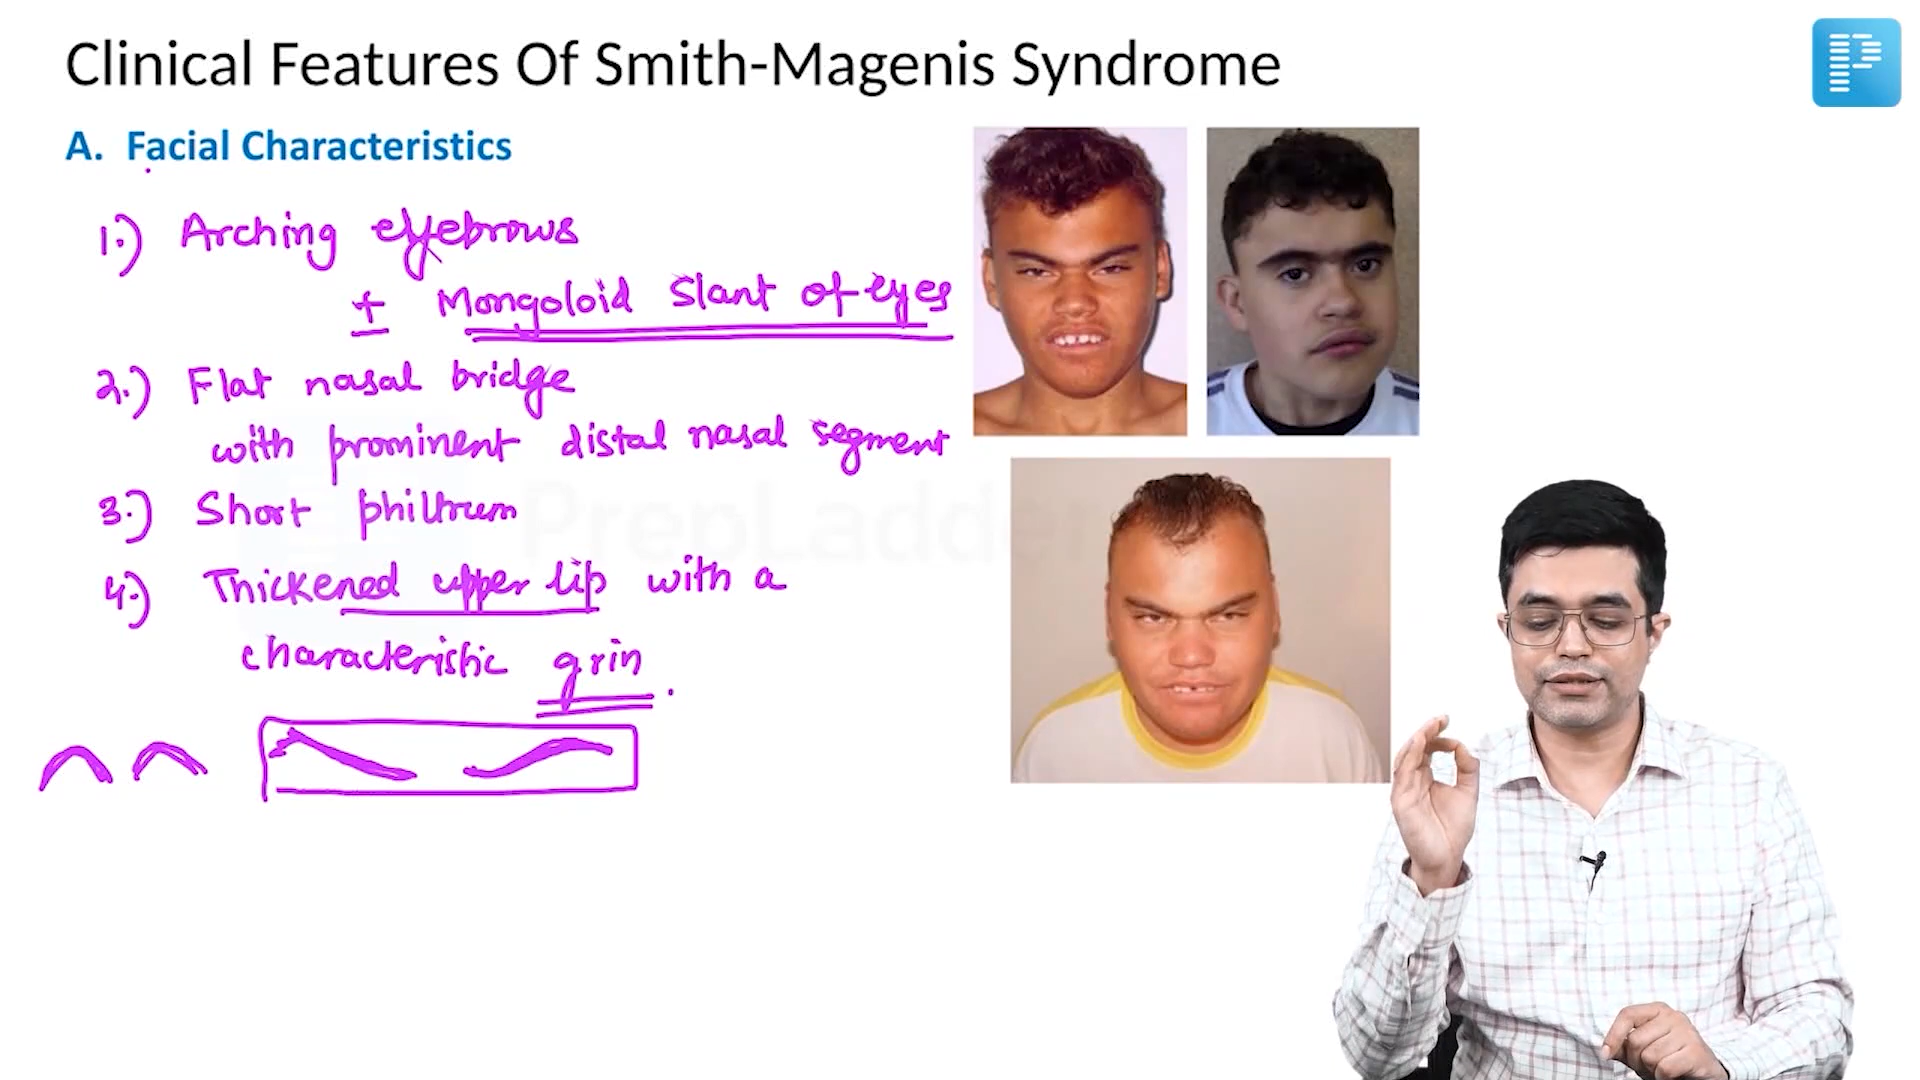 Clinical Features Of Smith-Magenis Syndrome
A. Facial Characteristics
1.) Arching eyebrows
+ Mongoloid Slant of eyes
2.) Flat nasal bridge
with prominent distal nasal segment
3.) Short philtrum
4.) Thickened upper lip with a
characteristic grin.
PrepLadder